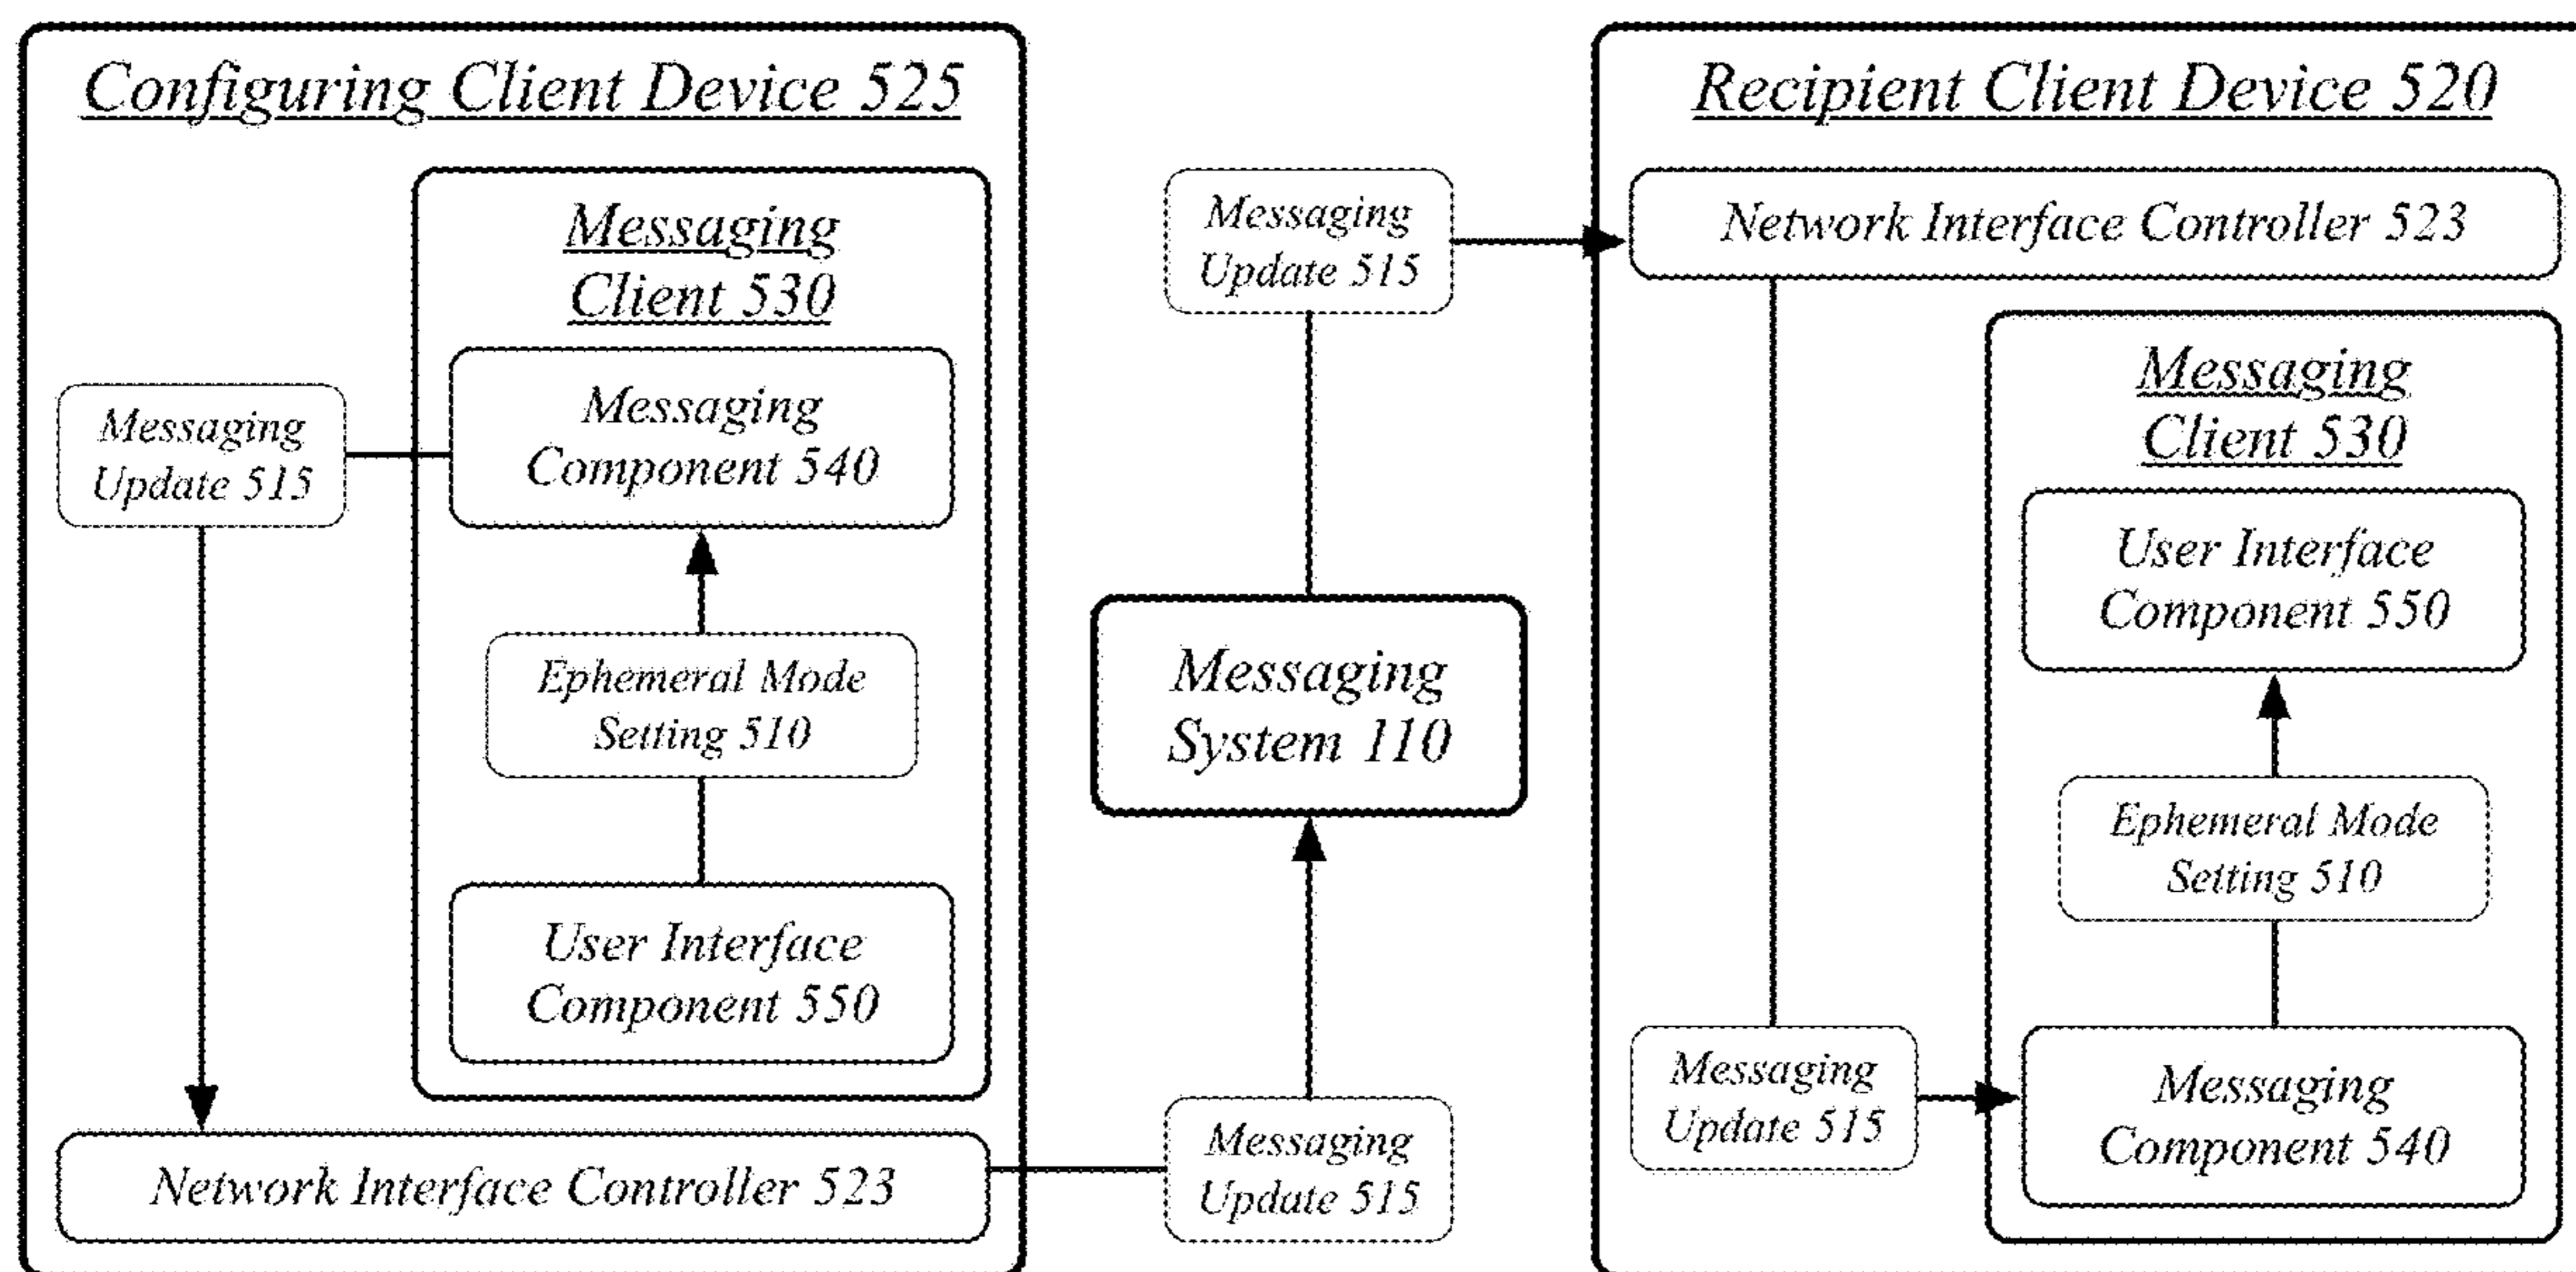 Configuring Client Device 525
Messaging
Client 530
Messaging
Component 540
Messaging
Update 515
Ephemeral Mode
Setting 510
User Interface
Component 550
Network Interface Controller 523
Messaging
Update 515
Messaging
System 110
Messaging
Update 515
Recipient Client Device 520
Network Interface Controller 523
Messaging
Client 530
User Interface
Component 550
Ephemeral Mode
Setting 510
Messaging
Update 515
Messaging
Component 540